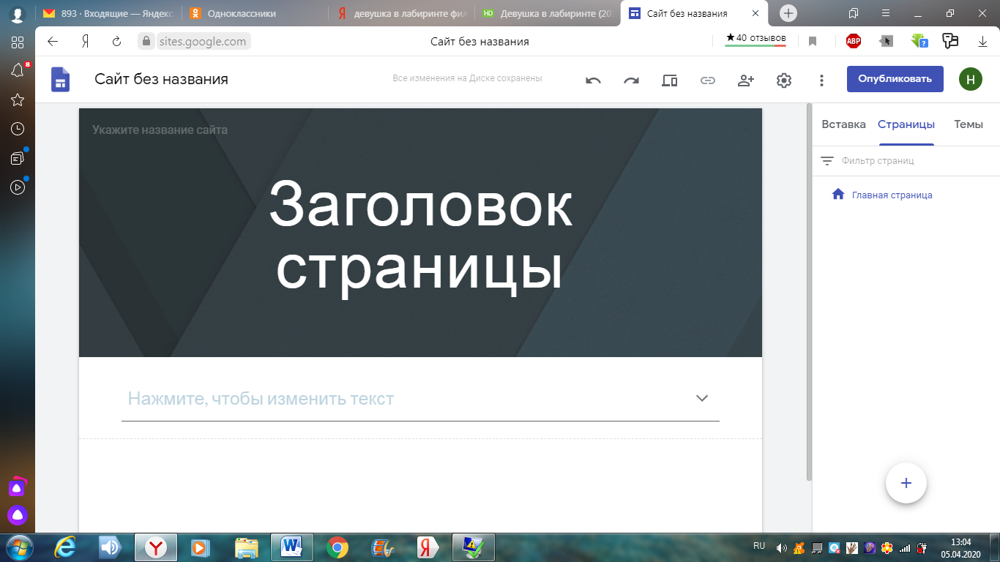 893 · Входящие — Яндекс
Одноклассники
девушка в лабиринте фил
Девушка в лабиринте (20
Сайт без названия
sites.google.com
Сайт без названия
★40 отзывов
ABP
8
Сайт без названия
Все изменения на Диске сохранены
Опубликовать
Н
Укажите название сайта
Заголовок
страницы
Нажмите, чтобы изменить текст
Вставка
Страницы
Темы
Фильтр страниц
Главная страница
RU
13:04
05.04.2020